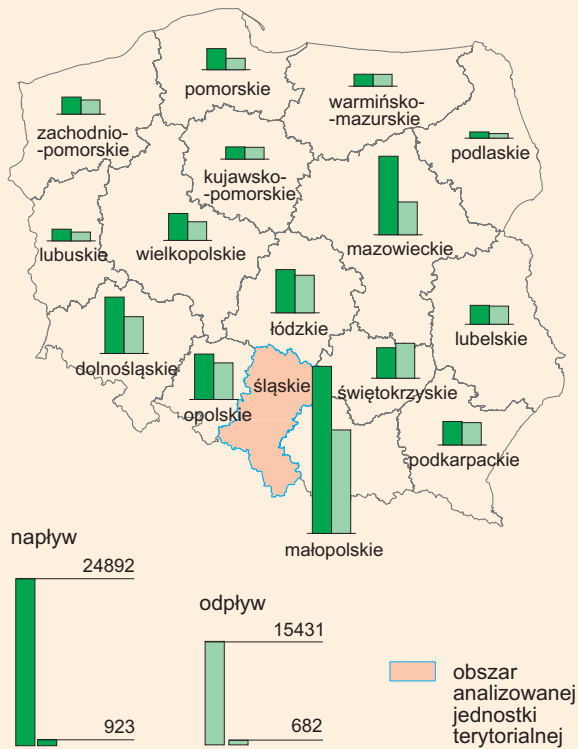 pomorskie
warmińsko-
-mazurskie
zachodnio-
-pomorskie
podlaskie
kujawsko-
-pomorskie
lubuskie
wielkopolskie
mazowieckie
łódzkie
lubelskie
dolnośląskie
śląskie
świętokrzyskie
opolskie
podkarpackie
małopolskie
napływ
24892
923
odpływ
15431
682
obszar
analizowanej
jednostki
terytorialnej